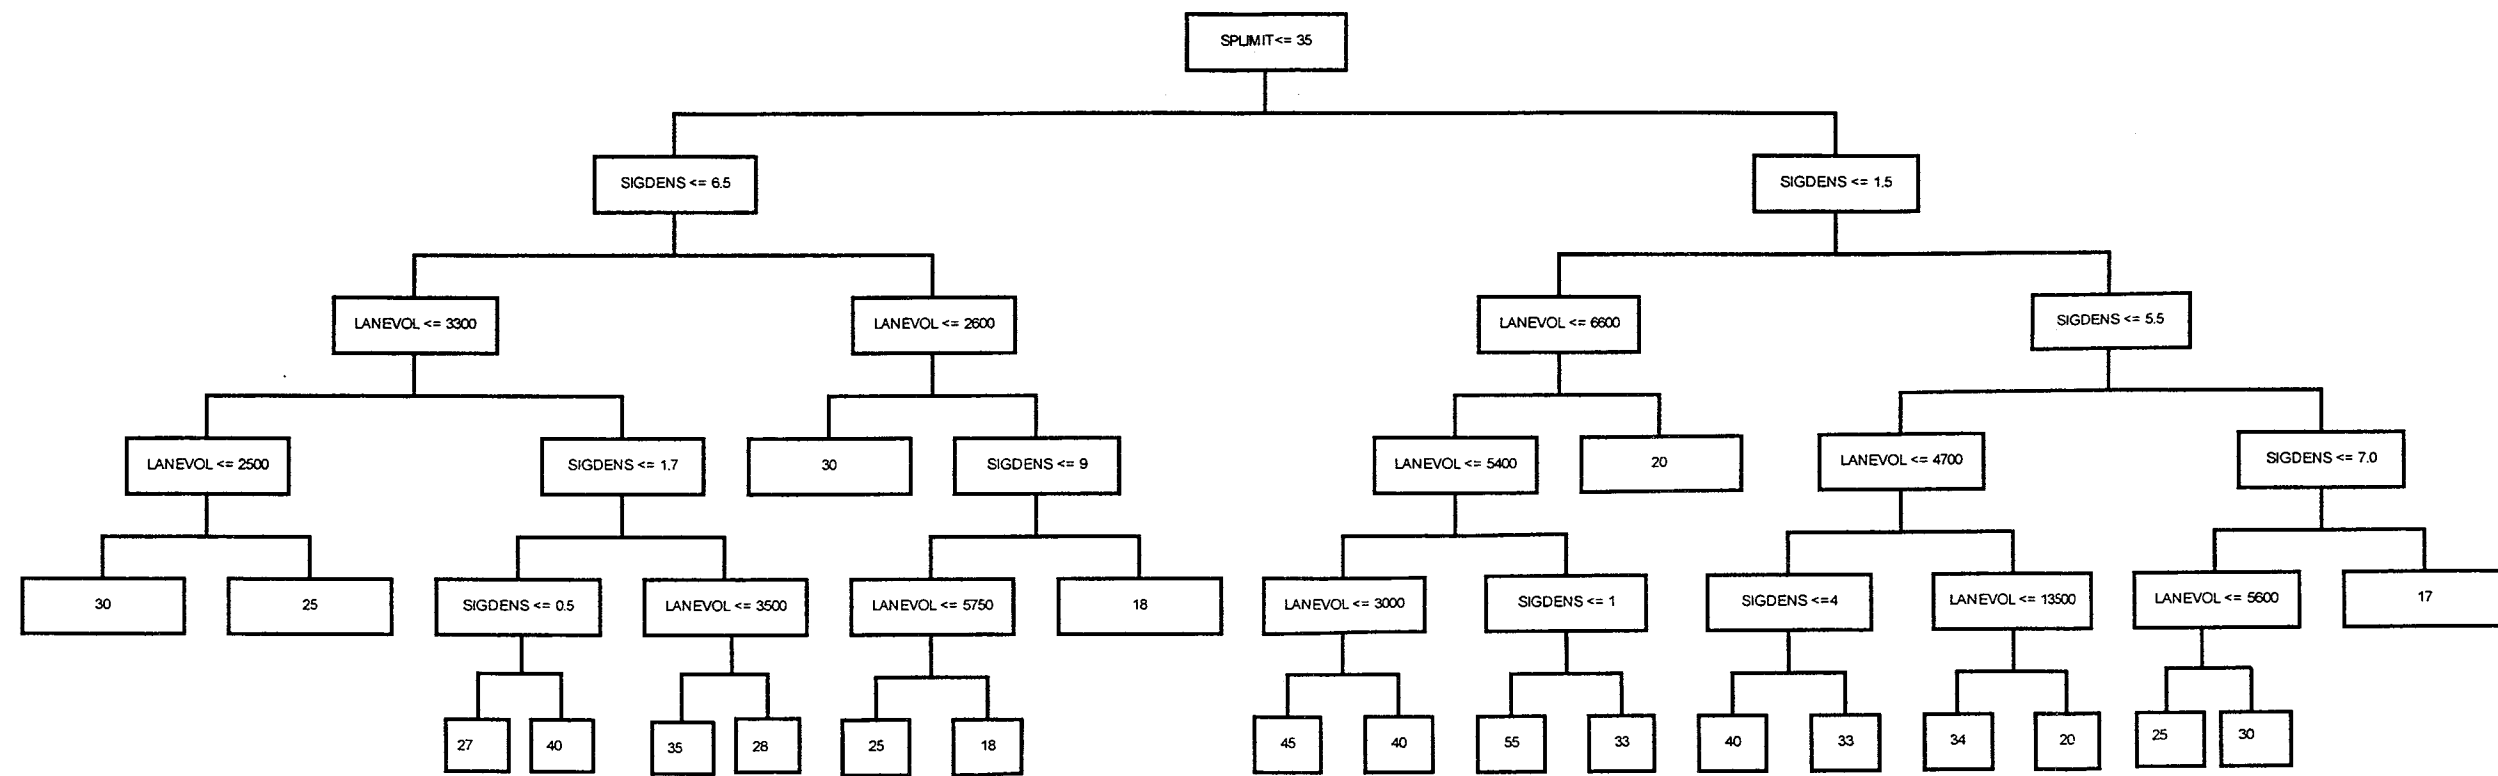 SPLIMIT<= 35
SIGDENS <= 6.5
SIGDENS <= 1.5
LANEVOL <= 3300
LANEVOL <= 2600
LANEVOL <= 6600
SIGDENS <= 5.5
LANEVOL <= 2500
SIGDENS <= 1.7
30
SIGDENS <= 9
LANEVOL <= 5400
20
LANEVOL <= 4700
SIGDENS <= 7.0
30
25
SIGDENS <= 0.5
LANEVOL <= 3500
LANEVOL <= 5750
18
LANEVOL <= 3000
SIGDENS <= 1
SIGDENS <=4
LANEVOL <= 13500
LANEVOL <= 5600
17
27
40
35
28
25
18
45
40
55
33
40
33
34
20
25
30